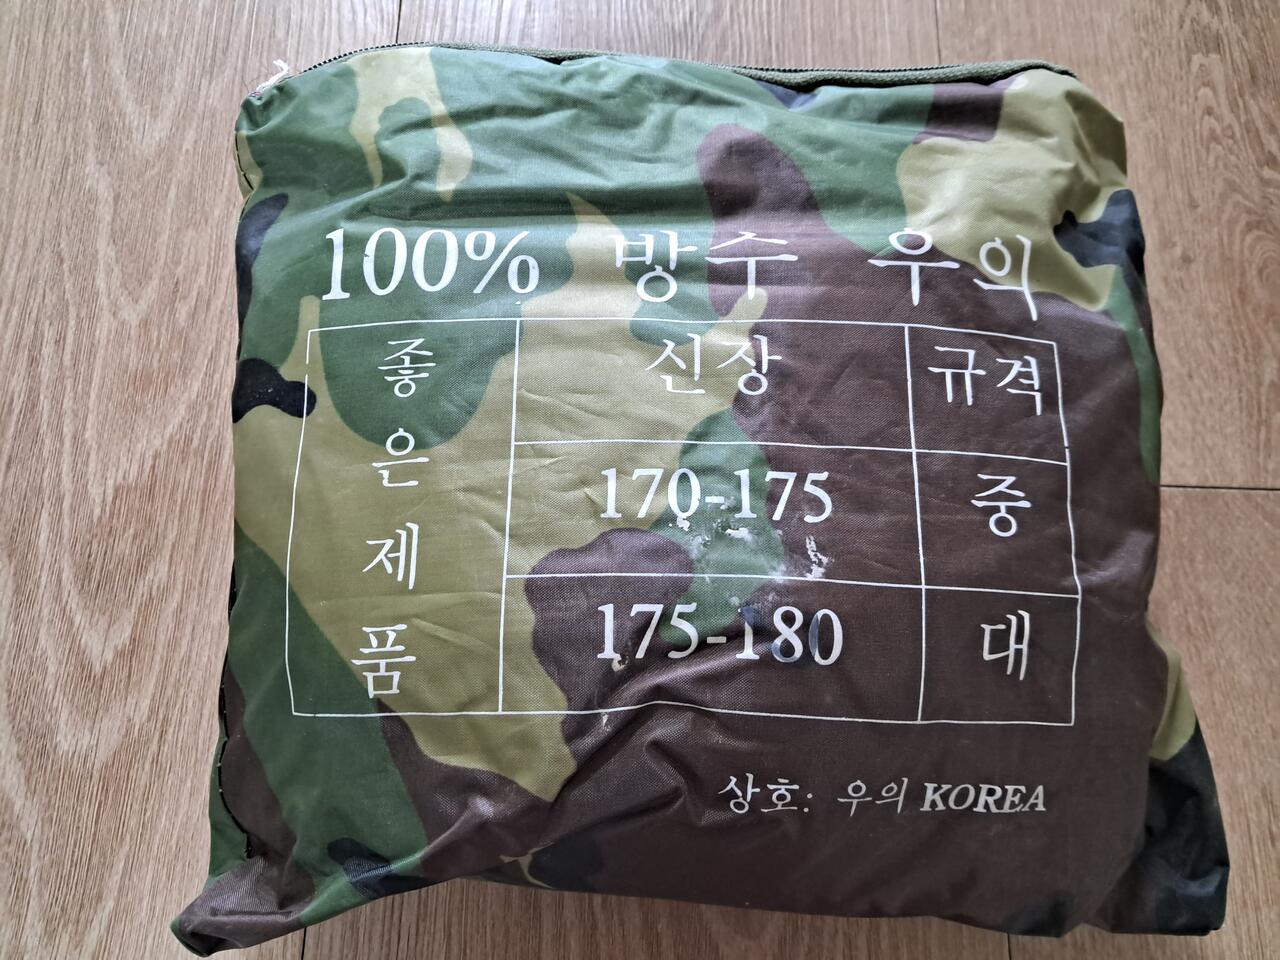 100% 방수 우의
좋은제품
신장 규격
170-175 중
175-180 대
상호: 우의 KOREA